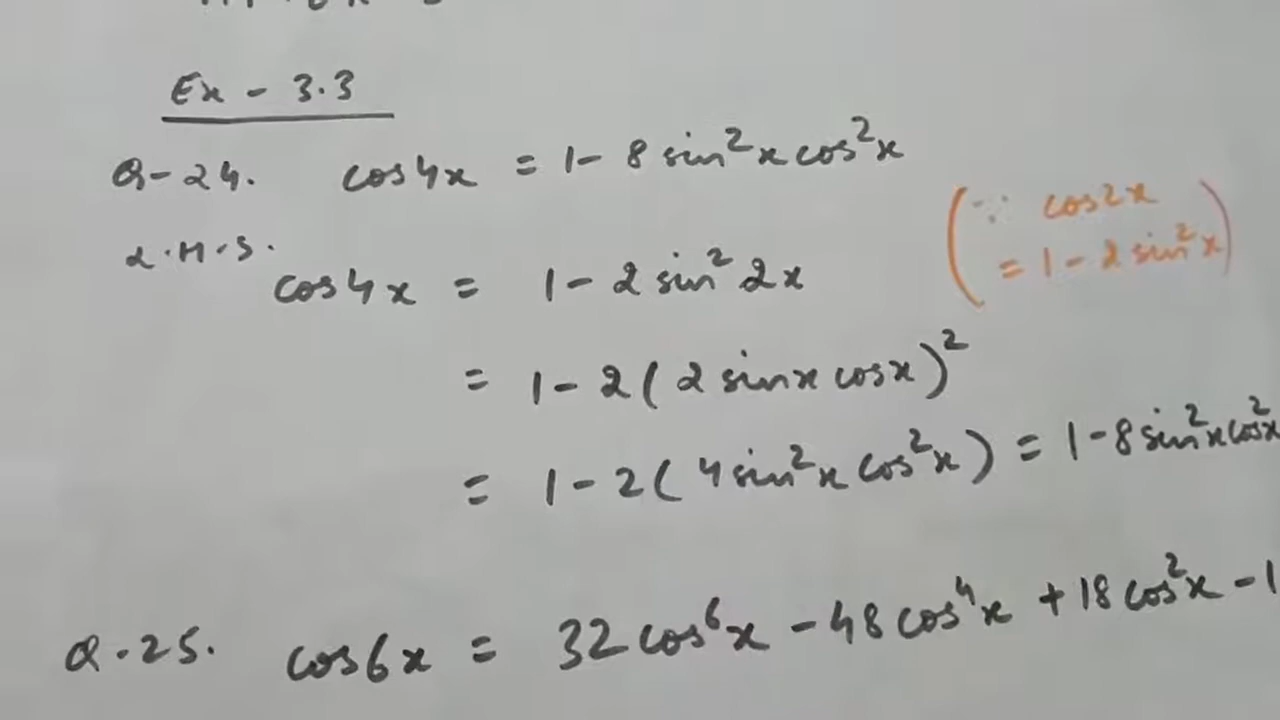 Ex - 3.3
Q-24. cos4x = 1- 8 sin²x cos²x
L.H.S.
(∵ cos2x
= 1 - 2 sin²x)
cos4x = 1 - 2 sin² 2x
= 1 - 2 ( 2 sinx cosx )²
= 1 - 2 ( 4 sin²x cos²x ) = 1 - 8 sin²x cos²x
Q.25. cos6x = 32 cos⁶x - 48 cos⁴x + 18 cos²x - 1